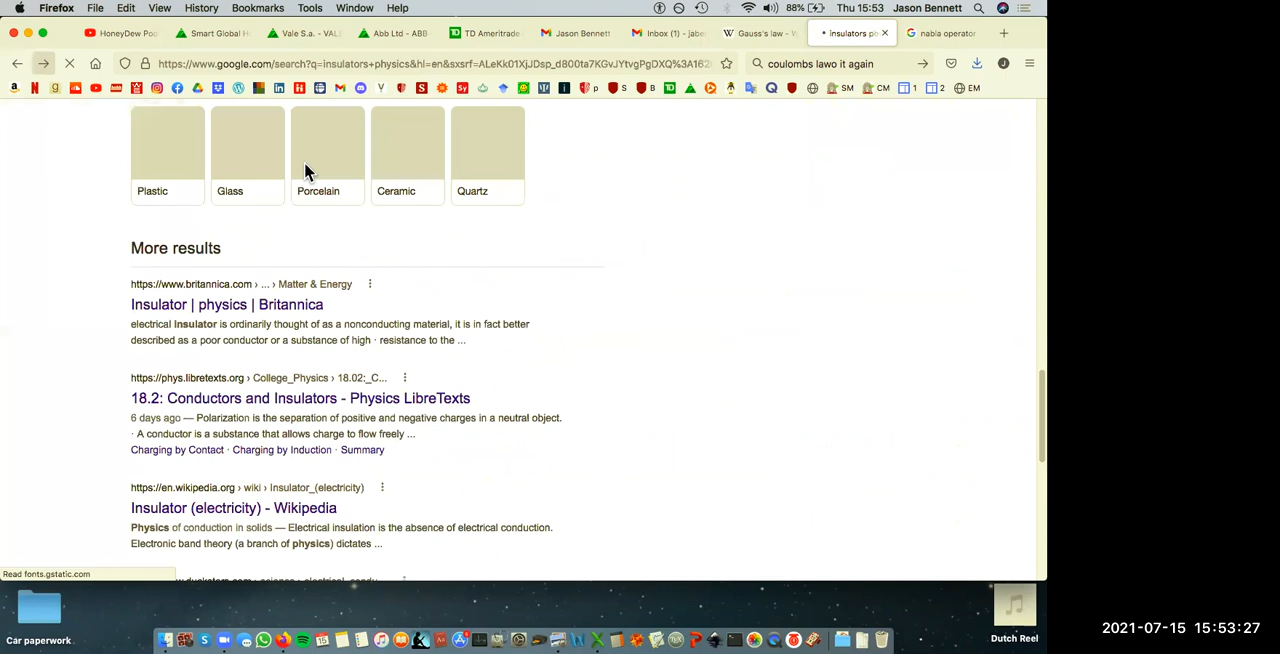 Firefox File Edit View History Bookmarks Tools Window Help 88% Thu 15:53 Jason Bennett
HoneyDew Poo Smart Global H Vale S.a. - VALE Abb Ltd - ABB TD Ameritrade Jason Bennett Inbox (1) - jabe Gauss's law - W insulators ph nabla operator
https://www.google.com/search?q=insulators+physics&hl=en&sxsrf= coulombs lawo it again
SM CM 1 2 EM
Plastic Glass Porcelain Ceramic Quartz
More results
https://www.britannica.com › ... › Matter & Energy
Insulator | physics | Britannica
electrical Insulator is ordinarily thought of as a nonconducting material, it is in fact better
described as a poor conductor or a substance of high · resistance to the ...
https://phys.libretexts.org › College_Physics › 18.02:_C...
18.2: Conductors and Insulators - Physics LibreTexts
6 days ago — Polarization is the separation of positive and negative charges in a neutral object.
· A conductor is a substance that allows charge to flow freely ...
Charging by Contact · Charging by Induction · Summary
https://en.wikipedia.org › wiki › Insulator_(electricity)
Insulator (electricity) - Wikipedia
Physics of conduction in solids — Electrical insulation is the absence of electrical conduction.
Electronic band theory (a branch of physics) dictates ...
Read fonts.gstatic.com
Car paperwork
Dutch Reel
2021-07-15 15:53:27